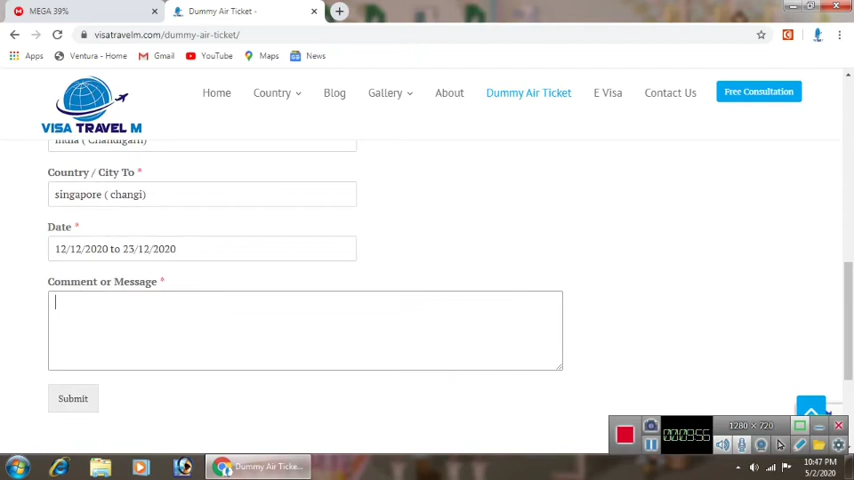 MEGA 39%
Dummy Air Ticket -
visatravelm.com/dummy-air-ticket/
Apps
Ventura - Home
Gmail
YouTube
Maps
News
VISA TRAVEL M
Home
Country
Blog
Gallery
About
Dummy Air Ticket
E Visa
Contact Us
Free Consultation
India ( Chandigarh)
Country / City To *
singapore ( changi)
Date *
12/12/2020 to 23/12/2020
Comment or Message *
Submit
1280 × 720
Dummy Air Ticke...
10:47 PM
5/2/2020